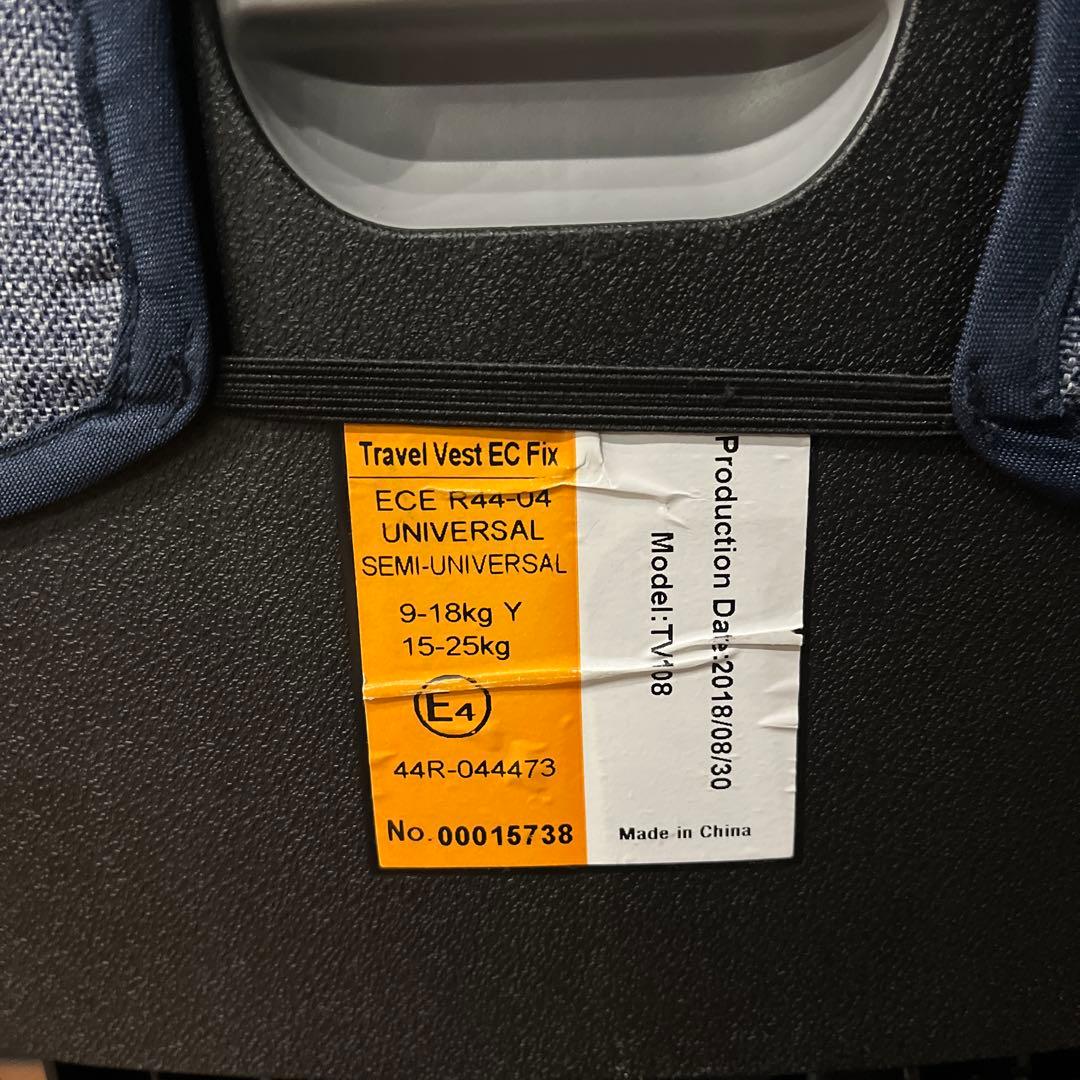 Travel Vest EC Fix
ECE R44-04
UNIVERSAL
SEMI-UNIVERSAL
9-18kg Y
15-25kg
E4
44R-044473
No. 00015738
Production Date:2018/08/30
Model:TV108
Made in China